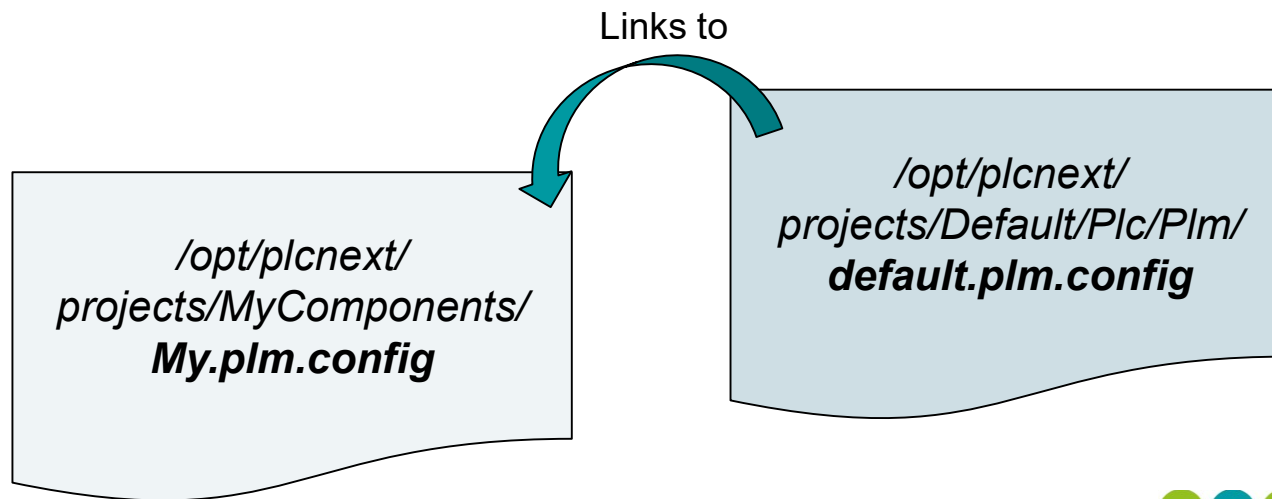 Links to
/opt/plcnext/
projects/MyComponents/
My.plm.config
/opt/plcnext/
projects/Default/Plc/Plm/
default.plm.config